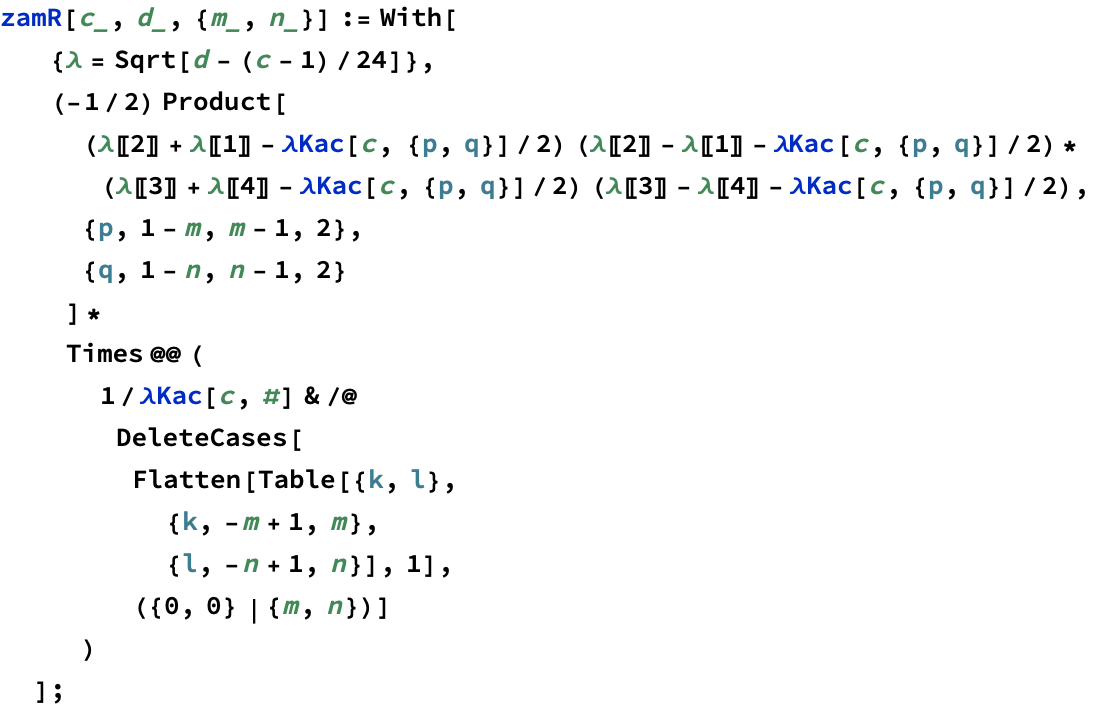 zamR[c_, d_, {m_, n_}] := With[
{λ = Sqrt[d - (c - 1) / 24]},
(-1 / 2) Product[
(λ〚2〛 + λ〚1〛 - λKac[c, {p, q}] / 2) (λ〚2〛 - λ〚1〛 - λKac[c, {p, q}] / 2) *
(λ〚3〛 + λ〚4〛 - λKac[c, {p, q}] / 2) (λ〚3〛 - λ〚4〛 - λKac[c, {p, q}] / 2),
{p, 1 - m, m - 1, 2},
{q, 1 - n, n - 1, 2}
] *
Times @@ (
1 / λKac[c, #] & /@
DeleteCases[
Flatten[Table[{k, l},
{k, -m + 1, m},
{l, -n + 1, n}], 1],
({0, 0} | {m, n})]
)
];